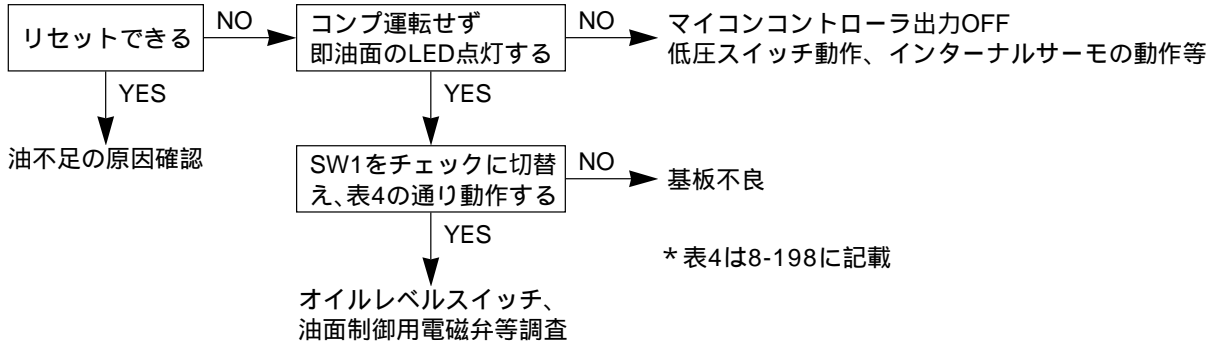 リセットできる
NO
コンプ運転せず
即油面のLED点灯する
NO
マイコンコントローラ出力OFF
低圧スイッチ動作、インターナルサーモの動作等
YES
YES
油不足の原因確認
SW1をチェックに切替
え、表4の通り動作する
NO
基板不良
YES
*表4は8-198に記載
オイルレベルスイッチ、
油面制御用電磁弁等調査